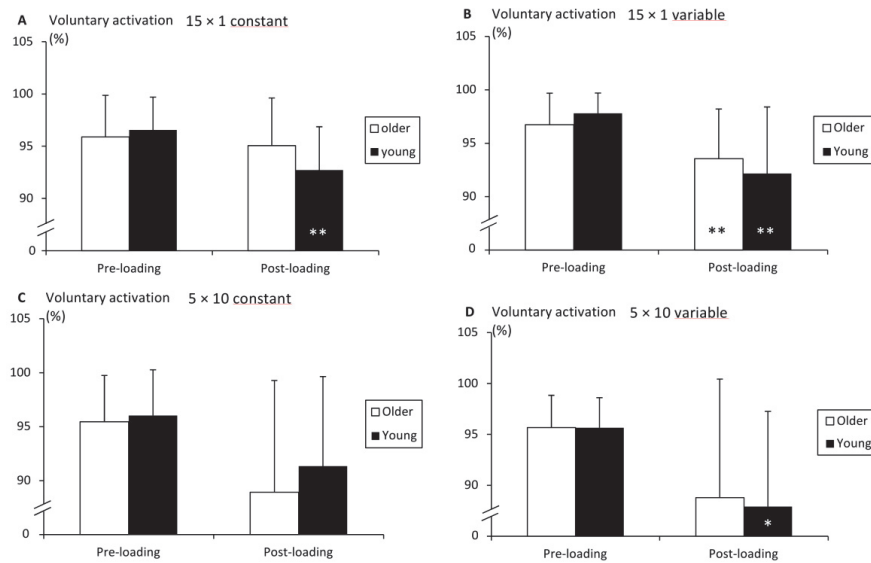 A Voluntary activation 15 × 1 constant
(%)
105
100
95
90
0
Pre-loading Post-loading
**
older
young
B Voluntary activation 15 × 1 variable
(%)
105
100
95
90
0
Pre-loading Post-loading
** **
Older
Young
C Voluntary activation 5 × 10 constant
(%)
105
100
95
90
0
Pre-loading Post-loading
Older
Young
D Voluntary activation 5 × 10 variable
(%)
105
100
95
90
0
Pre-loading Post-loading
*
Older
Young